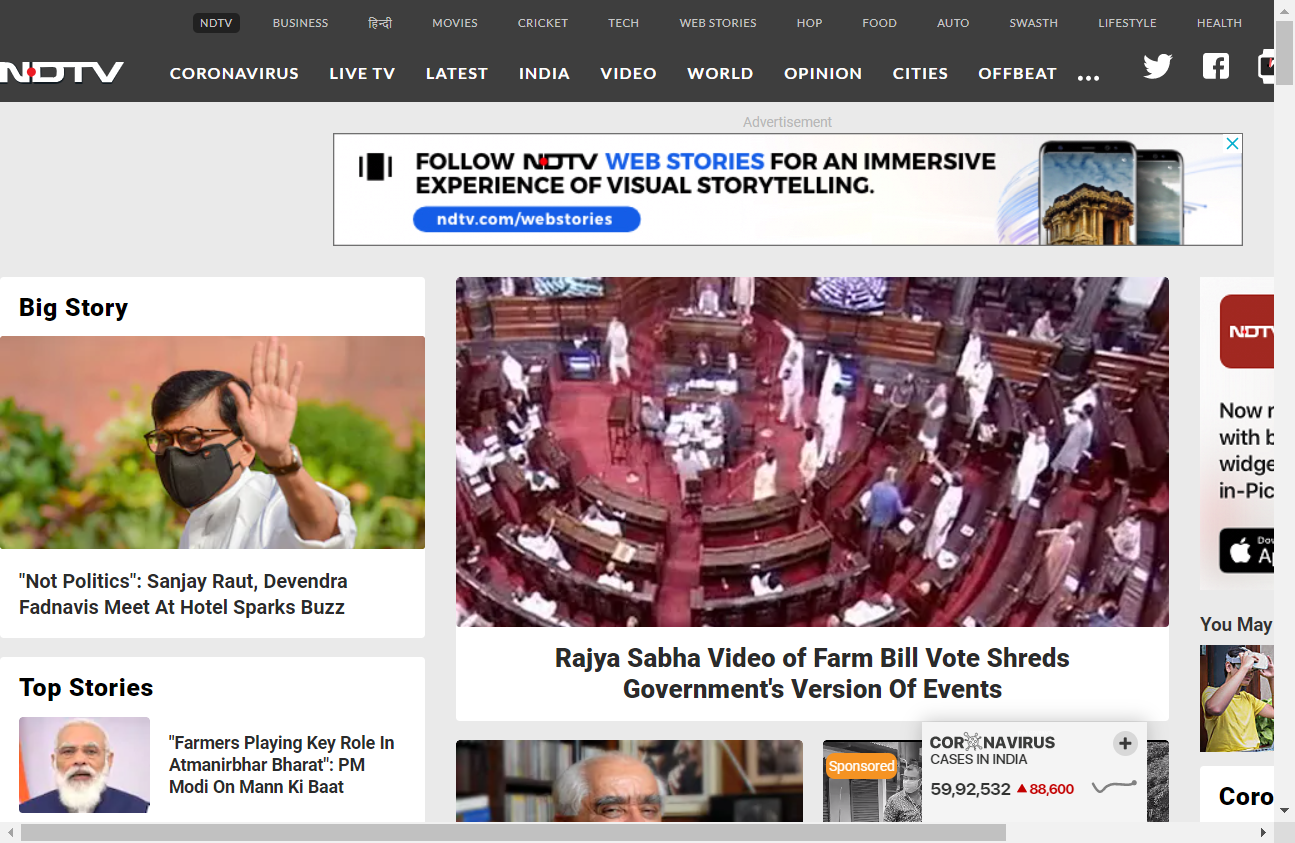 NDTV BUSINESS हिन्दी MOVIES CRICKET TECH WEB STORIES HOP FOOD AUTO SWASTH LIFESTYLE HEALTH
NDTV CORONAVIRUS LIVE TV LATEST INDIA VIDEO WORLD OPINION CITIES OFFBEAT ...
Advertisement
FOLLOW NDTV WEB STORIES FOR AN IMMERSIVE
EXPERIENCE OF VISUAL STORYTELLING.
ndtv.com/webstories
Big Story
"Not Politics": Sanjay Raut, Devendra
Fadnavis Meet At Hotel Sparks Buzz
Top Stories
"Farmers Playing Key Role In
Atmanirbhar Bharat": PM
Modi On Mann Ki Baat
Rajya Sabha Video of Farm Bill Vote Shreds
Government's Version Of Events
Sponsored
CORONAVIRUS
CASES IN INDIA
59,92,532 ▲88,600
NDTV
Now
with
in-Pic
You May